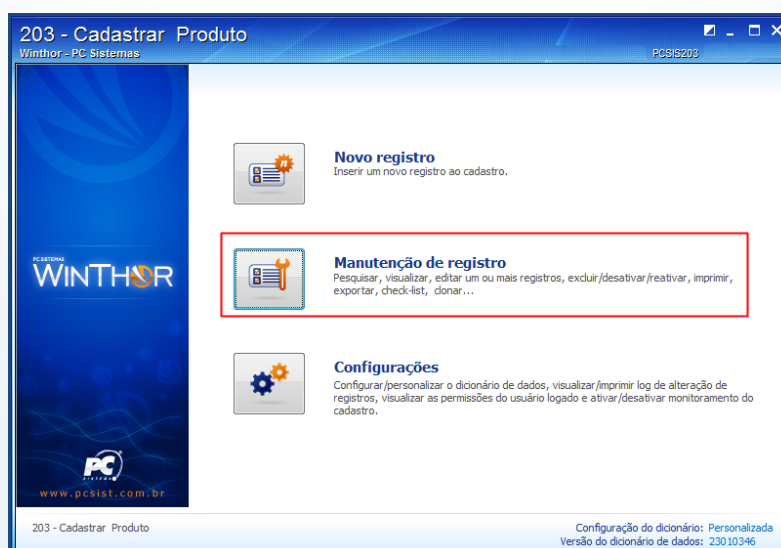 203 - Cadastrar Produto
Winthor - PC Sistemas
PCSIS203
Novo registro
Inserir um novo registro ao cadastro.
PC SISTEMAS
WINTHOR
Manutenção de registro
Pesquisar, visualizar, editar um ou mais registros, excluir/desativar/reativar, imprimir,
exportar, check-list, clonar...
Configurações
Configurar/personalizar o dicionário de dados, visualizar/imprimir log de alteração de
registros, visualizar as permissões do usuário logado e ativar/desativar monitoramento do
cadastro.
PC
SISTEMAS
www.pcsist.com.br
203 - Cadastrar Produto
Configuração do dicionário: Personalizada
Versão do dicionário de dados: 23010346